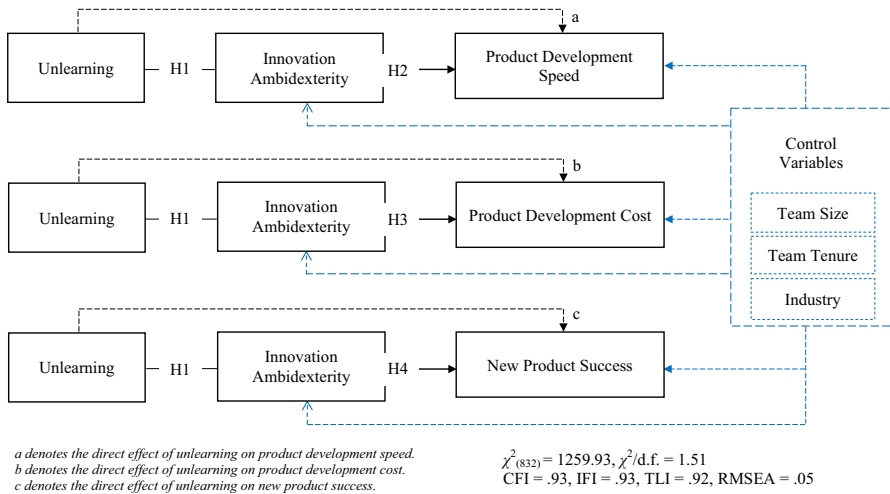 a
Unlearning
H1
Innovation
Ambidexterity
H2
Product Development
Speed
Control
Variables
Team Size
Team Tenure
Industry
b
Unlearning
H1
Innovation
Ambidexterity
H3
Product Development Cost
c
Unlearning
H1
Innovation
Ambidexterity
H4
New Product Success
a denotes the direct effect of unlearning on product development speed.
b denotes the direct effect of unlearning on product development cost.
c denotes the direct effect of unlearning on new product success.
χ²(832) = 1259.93, χ²/d.f. = 1.51
CFI = .93, IFI = .93, TLI = .92, RMSEA = .05